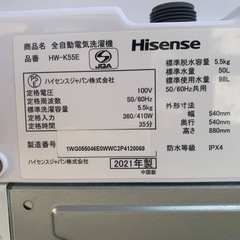 商品名 全自動電気洗濯機
品番 HW-K55E
JQA
Hisense
ハイセンスジャパン株式会社
定格電圧 100V
定格周波数 50/60Hz
標準洗濯容量 5.5kg
定格消費電力 360/410W
目安時間 35分
標準脱水容量 5.5kg
標準水量 50L
標準使用水量 98L
50/60Hz共用
外形寸法
幅 540mm
奥行 540mm
高さ 880mm
防水等級 IPX4
製造番号 1WG055046E0WWC2P4120068
ハイセンスジャパン株式会社
2021年製
中国製